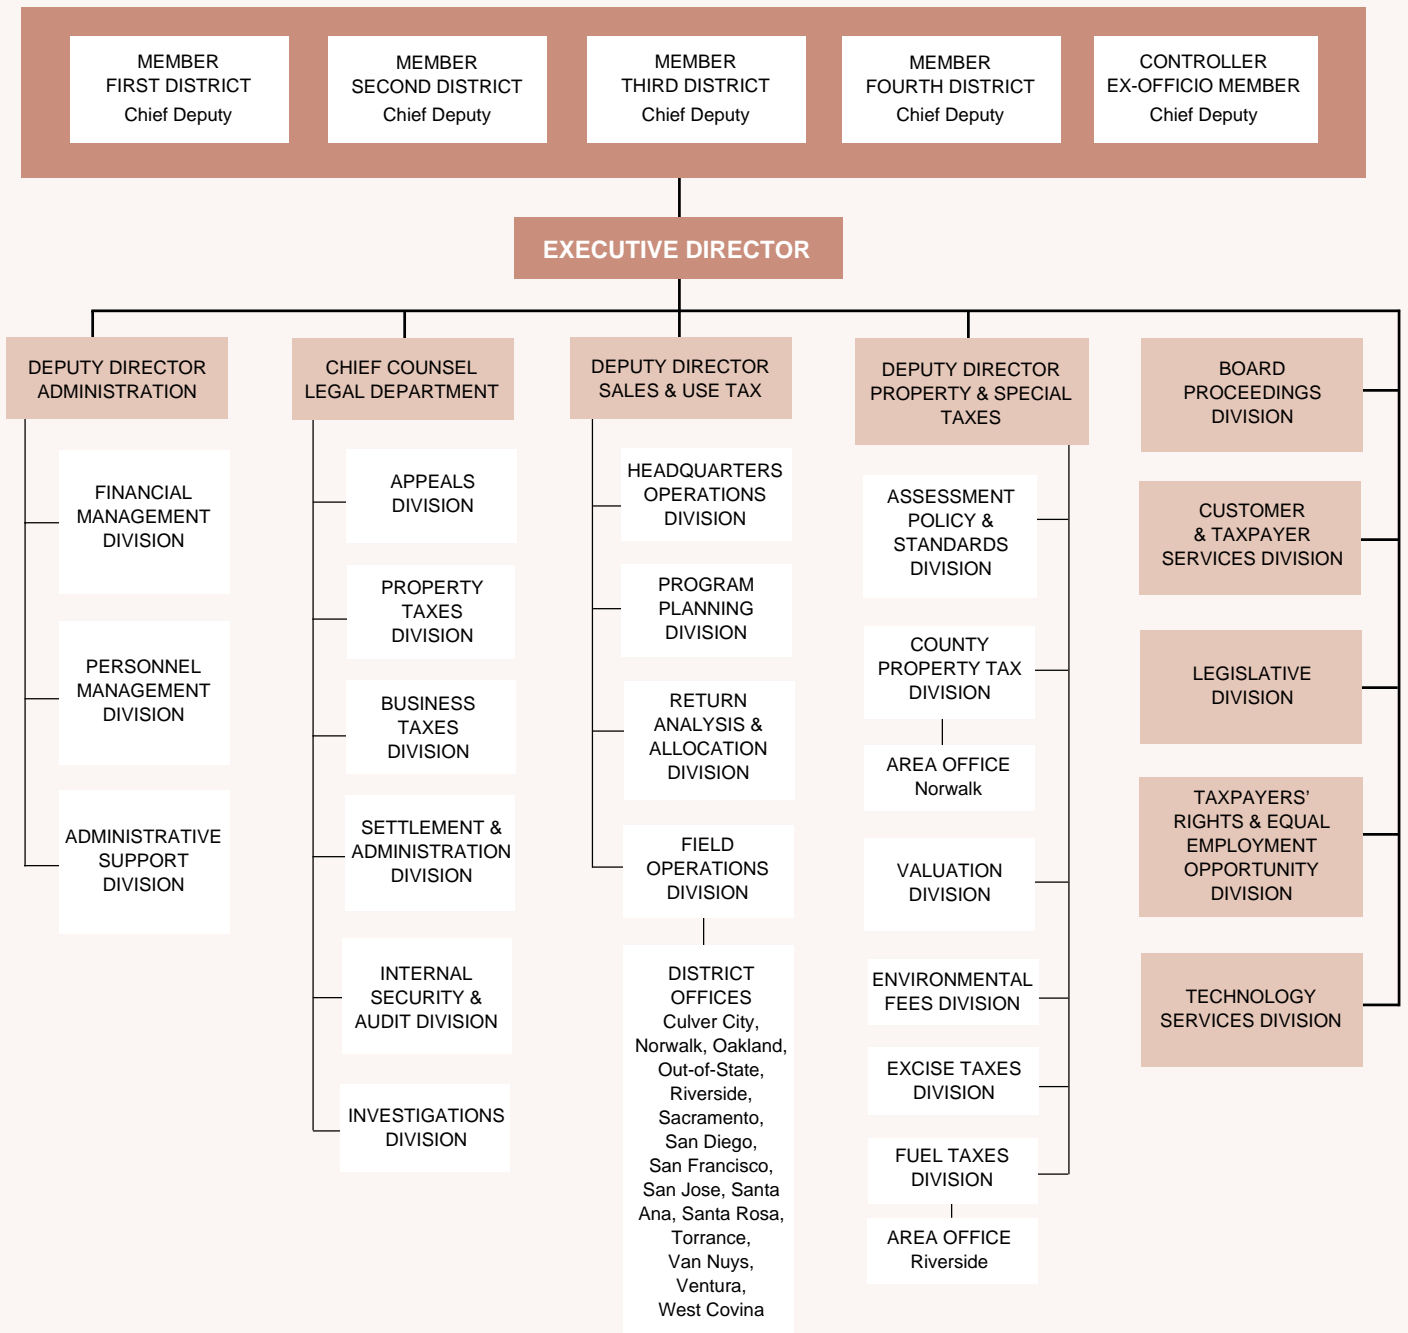 MEMBER
FIRST DISTRICT
Chief Deputy
MEMBER
SECOND DISTRICT
Chief Deputy
MEMBER
THIRD DISTRICT
Chief Deputy
MEMBER
FOURTH DISTRICT
Chief Deputy
CONTROLLER
EX-OFFICIO MEMBER
Chief Deputy
EXECUTIVE DIRECTOR
DEPUTY DIRECTOR
ADMINISTRATION
FINANCIAL
MANAGEMENT
DIVISION
PERSONNEL
MANAGEMENT
DIVISION
ADMINISTRATIVE
SUPPORT
DIVISION
CHIEF COUNSEL
LEGAL DEPARTMENT
APPEALS
DIVISION
PROPERTY
TAXES
DIVISION
BUSINESS
TAXES
DIVISION
SETTLEMENT &
ADMINISTRATION
DIVISION
INTERNAL
SECURITY &
AUDIT DIVISION
INVESTIGATIONS
DIVISION
DEPUTY DIRECTOR
SALES & USE TAX
HEADQUARTERS
OPERATIONS
DIVISION
PROGRAM
PLANNING
DIVISION
RETURN
ANALYSIS &
ALLOCATION
DIVISION
FIELD
OPERATIONS
DIVISION
DISTRICT
OFFICES
Culver City,
Norwalk, Oakland,
Out-of-State,
Riverside,
Sacramento,
San Diego,
San Francisco,
San Jose, Santa
Ana, Santa Rosa,
Torrance,
Van Nuys,
Ventura,
West Covina
DEPUTY DIRECTOR
PROPERTY & SPECIAL
TAXES
ASSESSMENT
POLICY &
STANDARDS
DIVISION
COUNTY
PROPERTY TAX
DIVISION
AREA OFFICE
Norwalk
VALUATION
DIVISION
ENVIRONMENTAL
FEES DIVISION
EXCISE TAXES
DIVISION
FUEL TAXES
DIVISION
AREA OFFICE
Riverside
BOARD
PROCEEDINGS
DIVISION
CUSTOMER
& TAXPAYER
SERVICES DIVISION
LEGISLATIVE
DIVISION
TAXPAYERS’
RIGHTS & EQUAL
EMPLOYMENT
OPPORTUNITY
DIVISION
TECHNOLOGY
SERVICES DIVISION